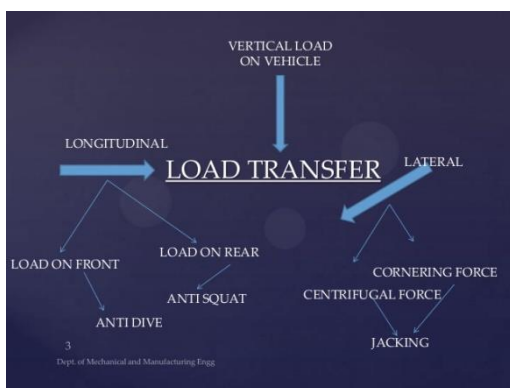 VERTICAL LOAD
ON VEHICLE
LONGITUDINAL
LOAD TRANSFER
LATERAL
LOAD ON REAR
LOAD ON FRONT
CORNERING FORCE
ANTI SQUAT
CENTRIFUGAL FORCE
ANTI DIVE
JACKING
3
Dept. of Mechanical and Manufacturing Engg